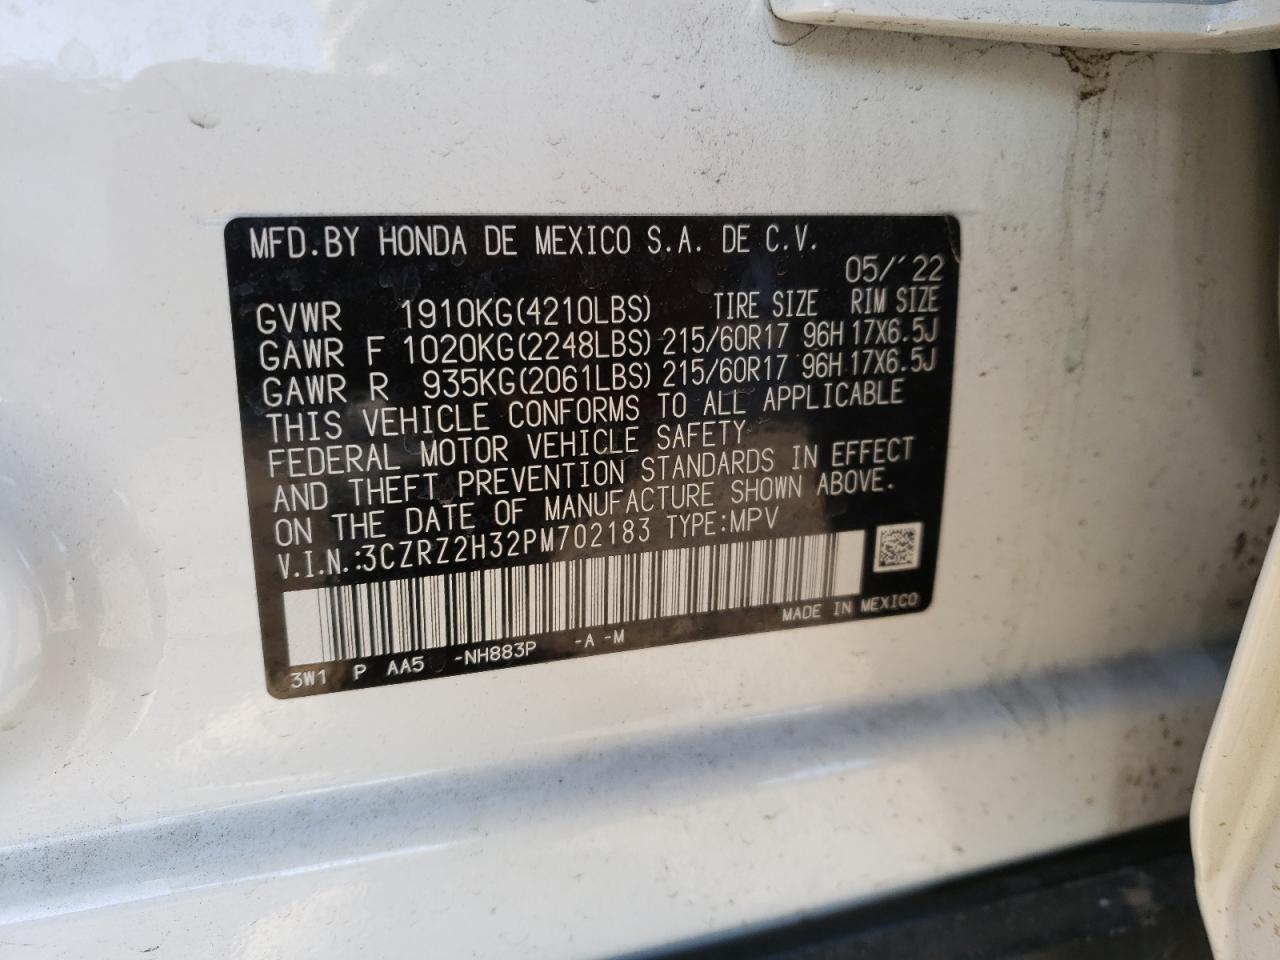 MFD.BY HONDA DE MEXICO S.A. DE C.V.
05/´22
GVWR 1910KG(4210LBS) TIRE SIZE RIM SIZE
GAWR F 1020KG(2248LBS) 215/60R17 96H 17X6.5J
GAWR R 935KG(2061LBS) 215/60R17 96H 17X6.5J
THIS VEHICLE CONFORMS TO ALL APPLICABLE
FEDERAL MOTOR VEHICLE SAFETY
AND THEFT PREVENTION STANDARDS IN EFFECT
ON THE DATE OF MANUFACTURE SHOWN ABOVE.
V.I.N.:3CZRZ2H32PM702183 TYPE:MPV
MADE IN MEXICO
3W1 P AA5 -NH883P -A -M